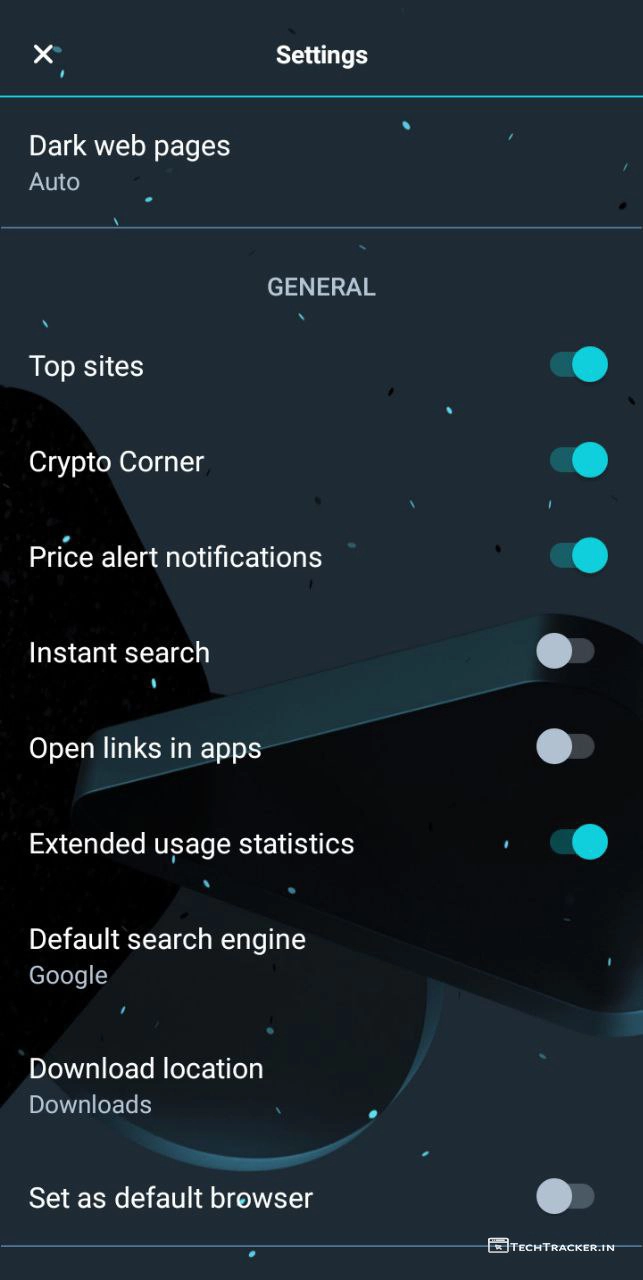 Settings
Dark web pages
Auto
GENERAL
Top sites
Crypto Corner
Price alert notifications
Instant search
Open links in apps
Extended usage statistics
Default search engine
Google
Download location
Downloads
Set as default browser
TECHTRACKER.IN